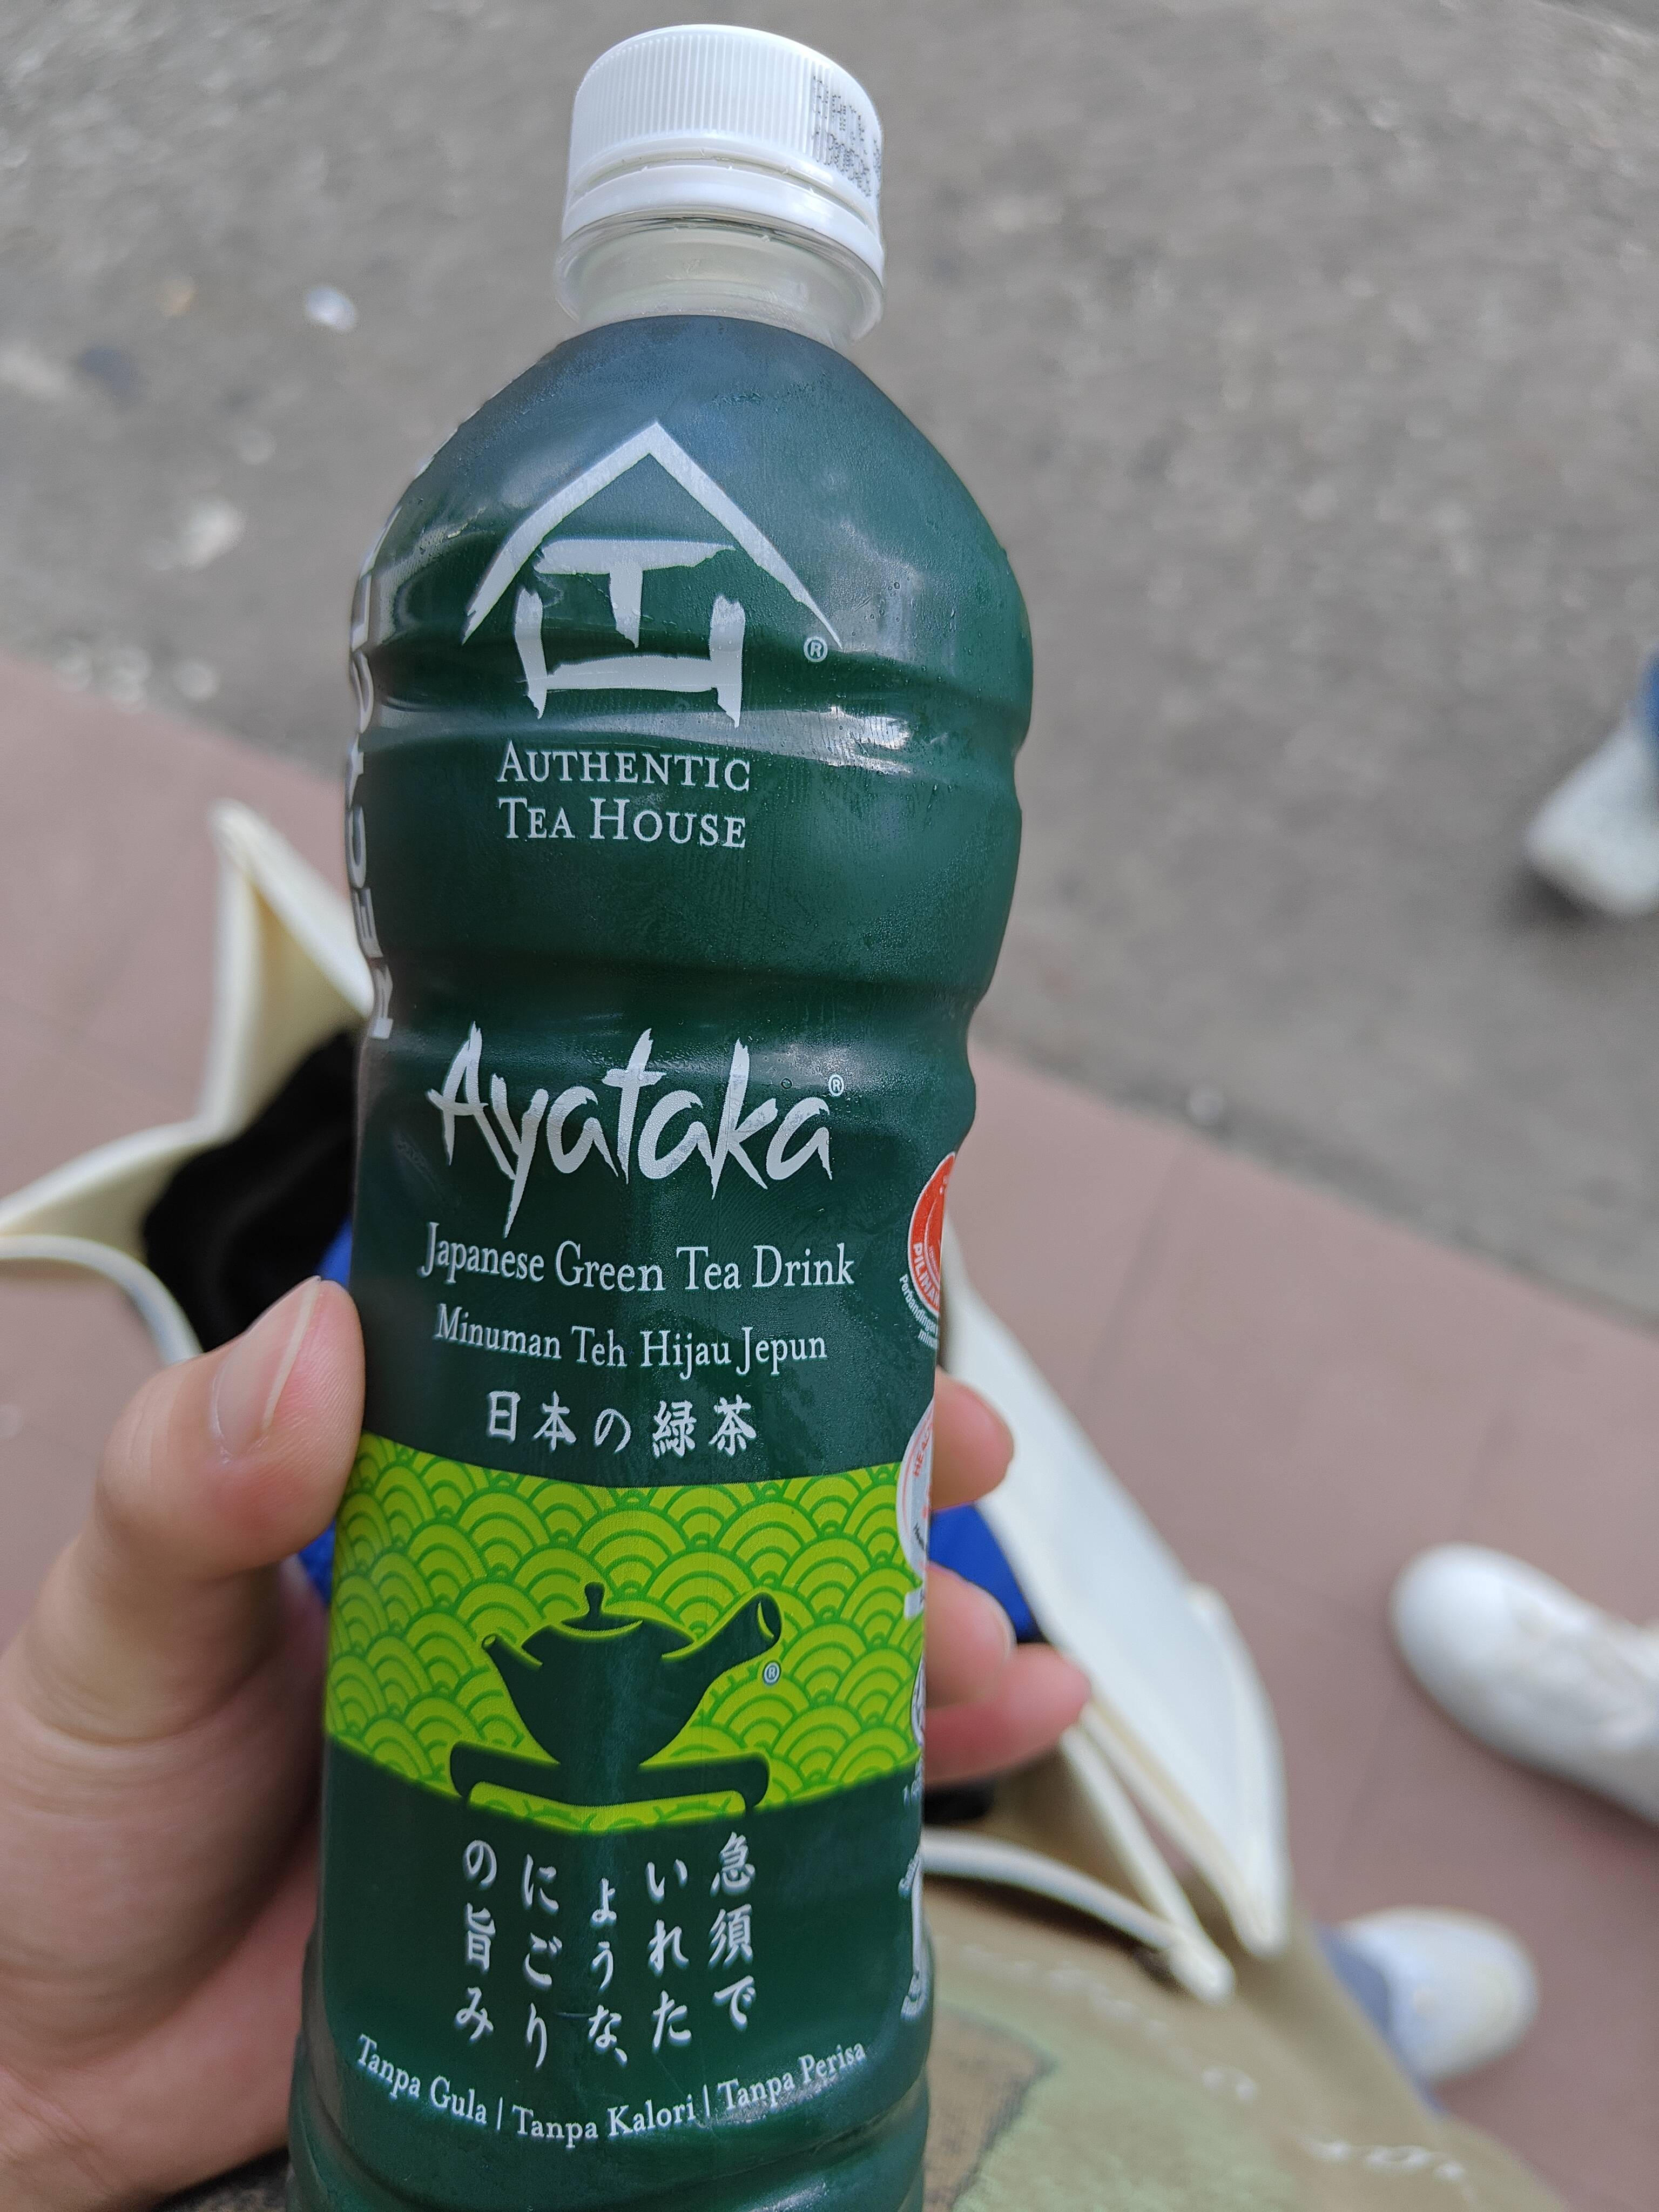 ®
AUTHENTIC
TEA HOUSE
Ayataka®
Japanese Green Tea Drink
Minuman Teh Hijau Jepun
日本の緑茶
®
急須で
いれた
ような、
にごり
の旨み
Tanpa Gula | Tanpa Kalori | Tanpa Perisa